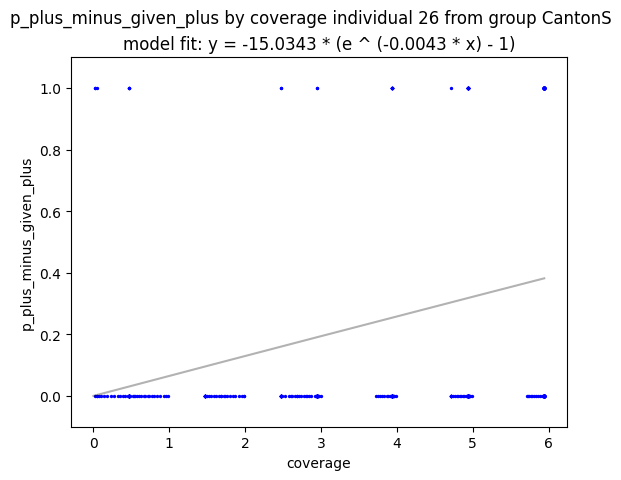 p_plus_minus_given_plus by coverage individual 26 from group CantonS
model fit: y = -15.0343 * (e ^ (-0.0043 * x) - 1)
1.0
0.8
0.6
0.4
0.2
0.0
p_plus_minus_given_plus
0 1 2 3 4 5 6
coverage